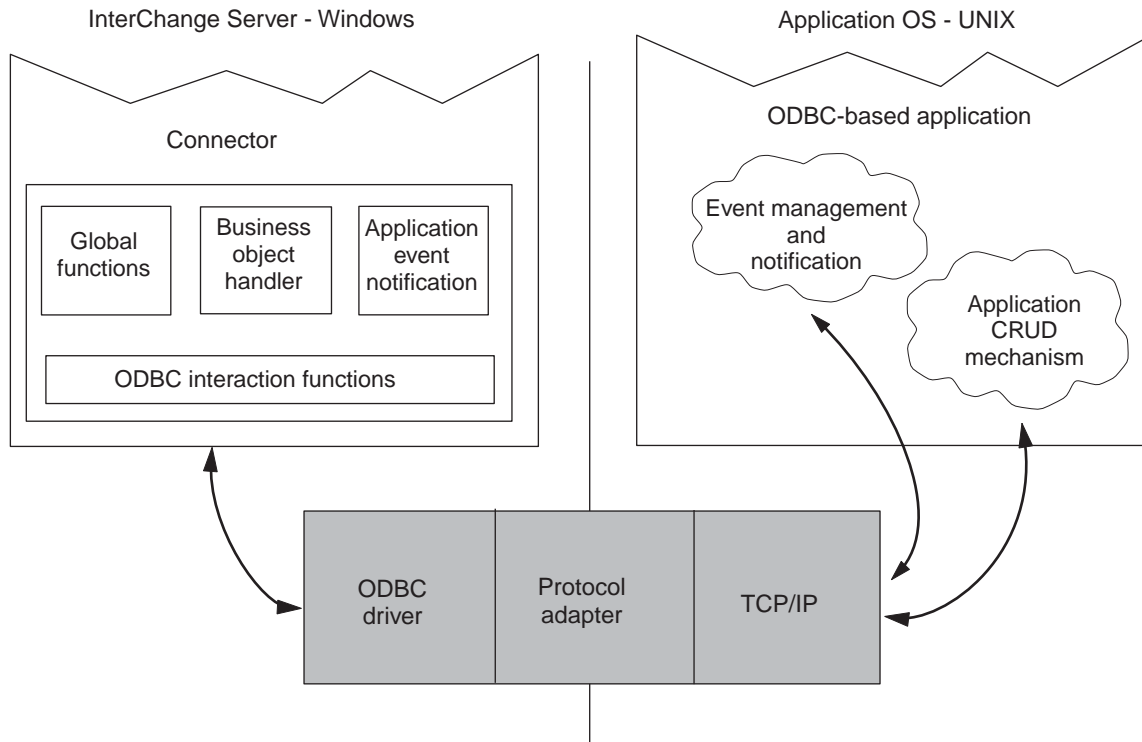 InterChange Server - Windows
Application OS - UNIX
Connector
Global
functions
Business
object
handler
Application
event
notification
ODBC interaction functions
ODBC-based application
Event management
and
notification
Application
CRUD
mechanism
ODBC
driver
Protocol
adapter
TCP/IP